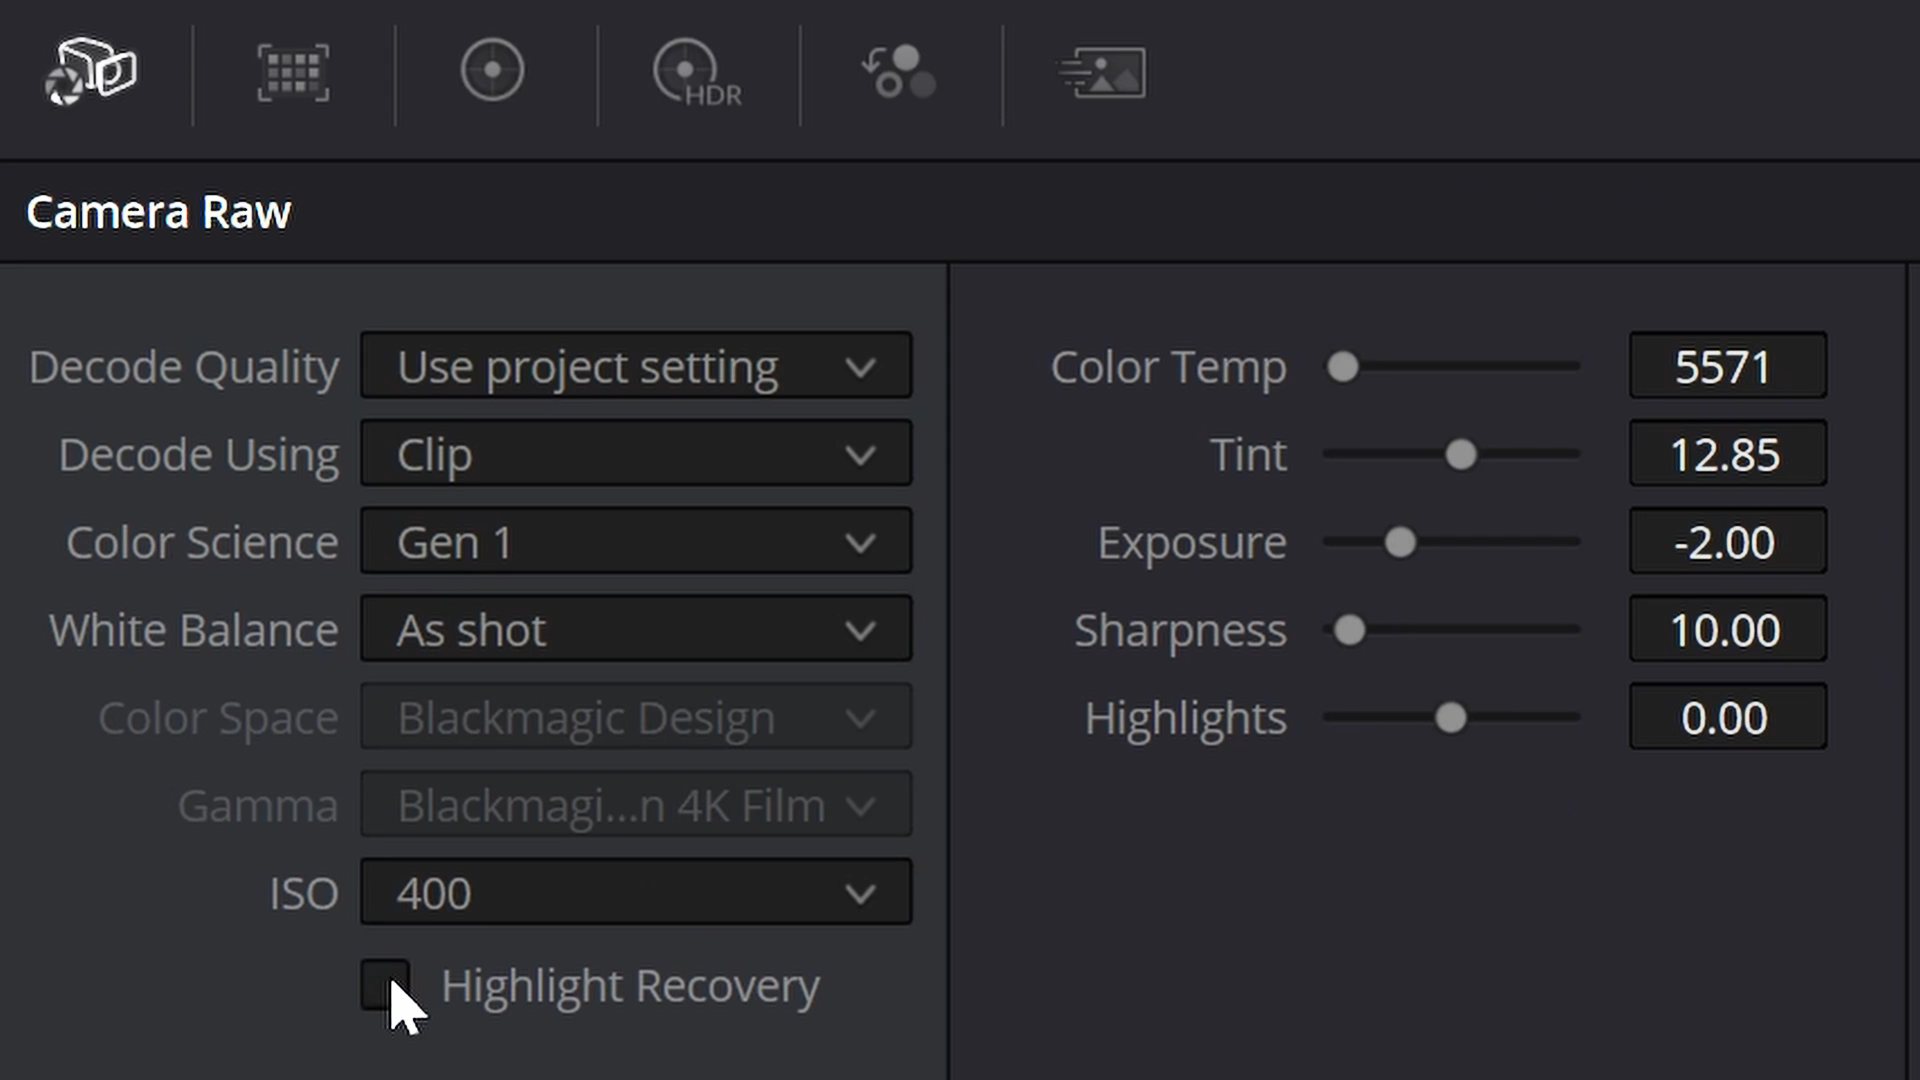 HDR
Camera Raw
Decode Quality Use project setting
Decode Using Clip
Color Science Gen 1
White Balance As shot
Color Space Blackmagic Design
Gamma Blackmagi...n 4K Film
ISO 400
Highlight Recovery
Color Temp 5571
Tint 12.85
Exposure -2.00
Sharpness 10.00
Highlights 0.00